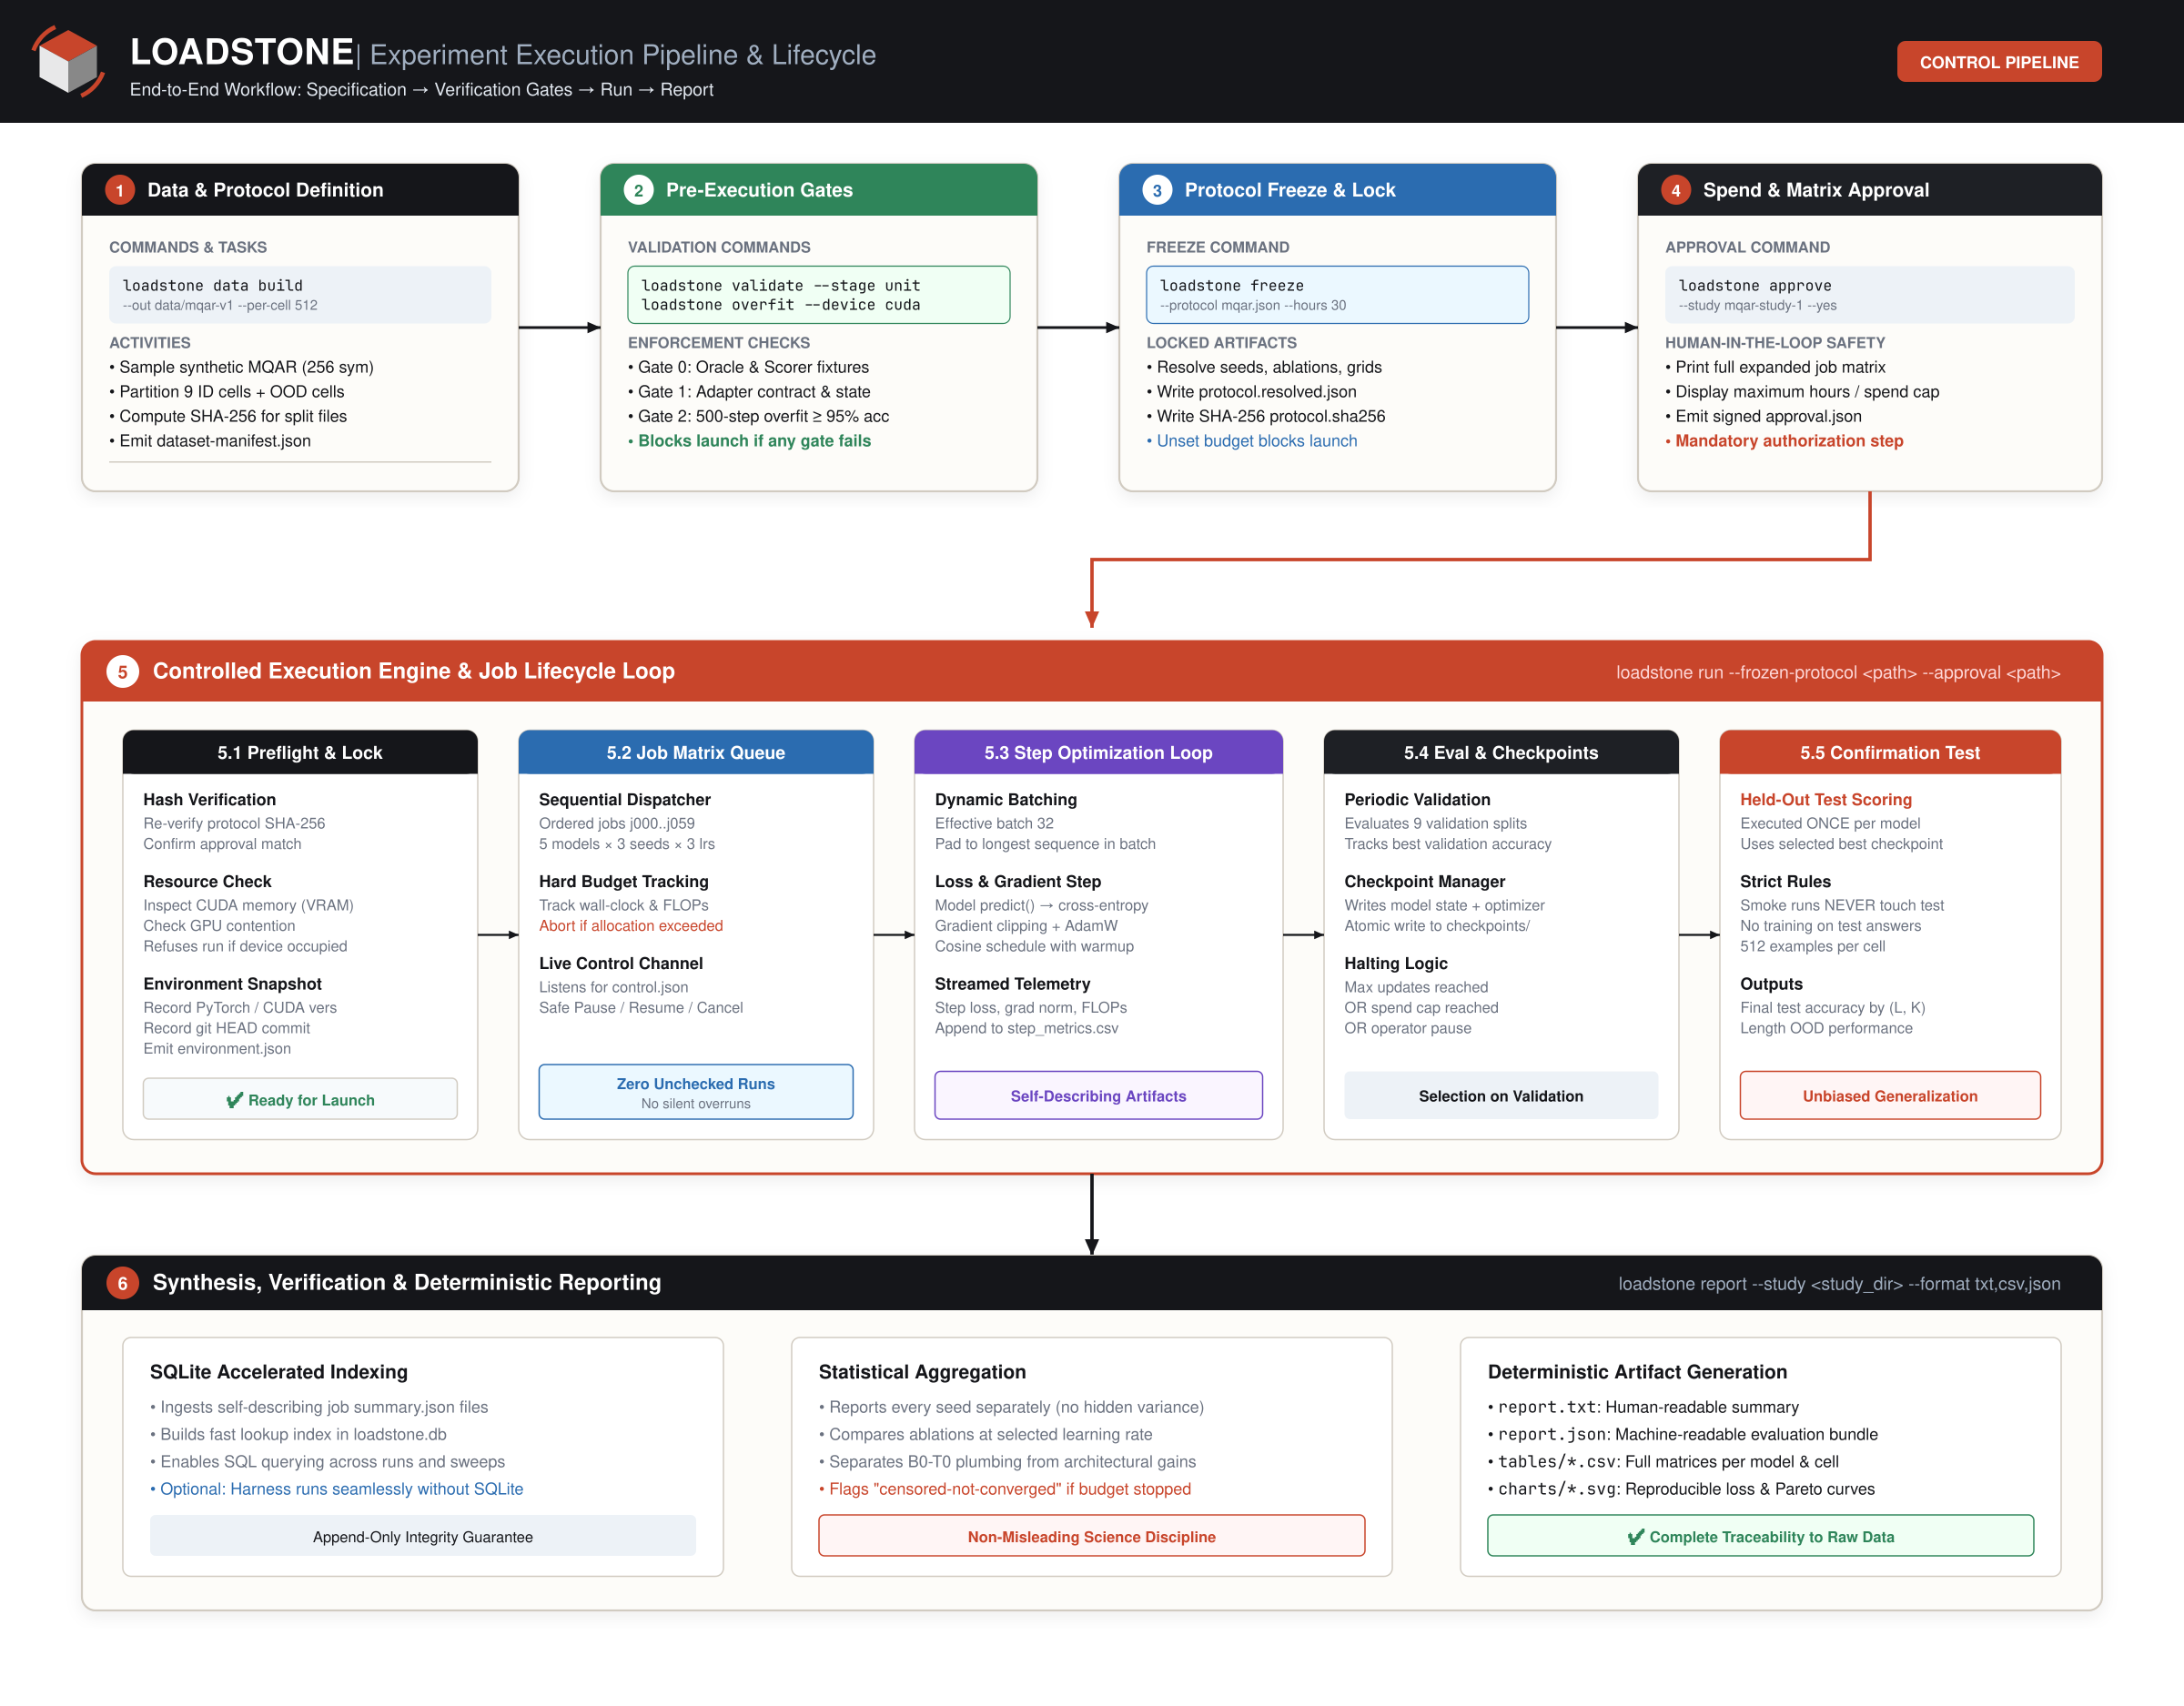 LOADSTONE | Experiment Execution Pipeline & Lifecycle
End-to-End Workflow: Specification → Verification Gates → Run → Report
CONTROL PIPELINE
1 Data & Protocol Definition
COMMANDS & TASKS
loadstone data build
--out data/mqar-v1 --per-cell 512
ACTIVITIES
• Sample synthetic MQAR (256 sym)
• Partition 9 ID cells + OOD cells
• Compute SHA-256 for split files
• Emit dataset-manifest.json
2 Pre-Execution Gates
VALIDATION COMMANDS
loadstone validate --stage unit
loadstone overfit --device cuda
ENFORCEMENT CHECKS
• Gate 0: Oracle & Scorer fixtures
• Gate 1: Adapter contract & state
• Gate 2: 500-step overfit ≥ 95% acc
• Blocks launch if any gate fails
3 Protocol Freeze & Lock
FREEZE COMMAND
loadstone freeze
--protocol mqar.json --hours 30
LOCKED ARTIFACTS
• Resolve seeds, ablations, grids
• Write protocol.resolved.json
• Write SHA-256 protocol.sha256
• Unset budget blocks launch
4 Spend & Matrix Approval
APPROVAL COMMAND
loadstone approve
--study mqar-study-1 --yes
HUMAN-IN-THE-LOOP SAFETY
• Print full expanded job matrix
• Display maximum hours / spend cap
• Emit signed approval.json
• Mandatory authorization step
5 Controlled Execution Engine & Job Lifecycle Loop
loadstone run --frozen-protocol <path> --approval <path>
5.1 Preflight & Lock
Hash Verification
Re-verify protocol SHA-256
Confirm approval match
Resource Check
Inspect CUDA memory (VRAM)
Check GPU contention
Refuses run if device occupied
Environment Snapshot
Record PyTorch / CUDA vers
Record git HEAD commit
Emit environment.json
✔ Ready for Launch
5.2 Job Matrix Queue
Sequential Dispatcher
Ordered jobs j000..j059
5 models × 3 seeds × 3 lrs
Hard Budget Tracking
Track wall-clock & FLOPs
Abort if allocation exceeded
Live Control Channel
Listens for control.json
Safe Pause / Resume / Cancel
Zero Unchecked Runs
No silent overruns
5.3 Step Optimization Loop
Dynamic Batching
Effective batch 32
Pad to longest sequence in batch
Loss & Gradient Step
Model predict() → cross-entropy
Gradient clipping + AdamW
Cosine schedule with warmup
Streamed Telemetry
Step loss, grad norm, FLOPs
Append to step_metrics.csv
Self-Describing Artifacts
5.4 Eval & Checkpoints
Periodic Validation
Evaluates 9 validation splits
Tracks best validation accuracy
Checkpoint Manager
Writes model state + optimizer
Atomic write to checkpoints/
Halting Logic
Max updates reached
OR spend cap reached
OR operator pause
Selection on Validation
5.5 Confirmation Test
Held-Out Test Scoring
Executed ONCE per model
Uses selected best checkpoint
Strict Rules
Smoke runs NEVER touch test
No training on test answers
512 examples per cell
Outputs
Final test accuracy by (L, K)
Length OOD performance
Unbiased Generalization
6 Synthesis, Verification & Deterministic Reporting
loadstone report --study <study_dir> --format txt,csv,json
SQLite Accelerated Indexing
• Ingests self-describing job summary.json files
• Builds fast lookup index in loadstone.db
• Enables SQL querying across runs and sweeps
• Optional: Harness runs seamlessly without SQLite
Append-Only Integrity Guarantee
Statistical Aggregation
• Reports every seed separately (no hidden variance)
• Compares ablations at selected learning rate
• Separates B0-T0 plumbing from architectural gains
• Flags "censored-not-converged" if budget stopped
Non-Misleading Science Discipline
Deterministic Artifact Generation
• report.txt: Human-readable summary
• report.json: Machine-readable evaluation bundle
• tables/*.csv: Full matrices per model & cell
• charts/*.svg: Reproducible loss & Pareto curves
✔ Complete Traceability to Raw Data